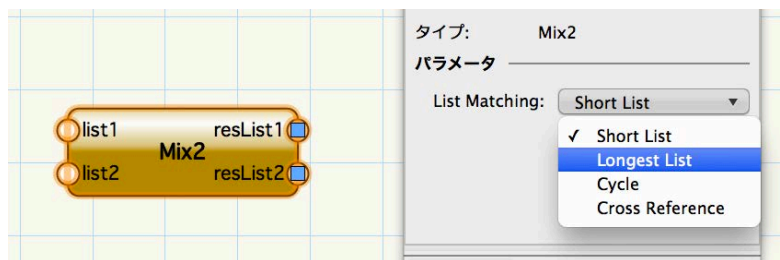 list1 resList1
Mix2
list2 resList2
タイプ: Mix2
パラメータ
List Matching: Short List
✓ Short List
Longest List
Cycle
Cross Reference